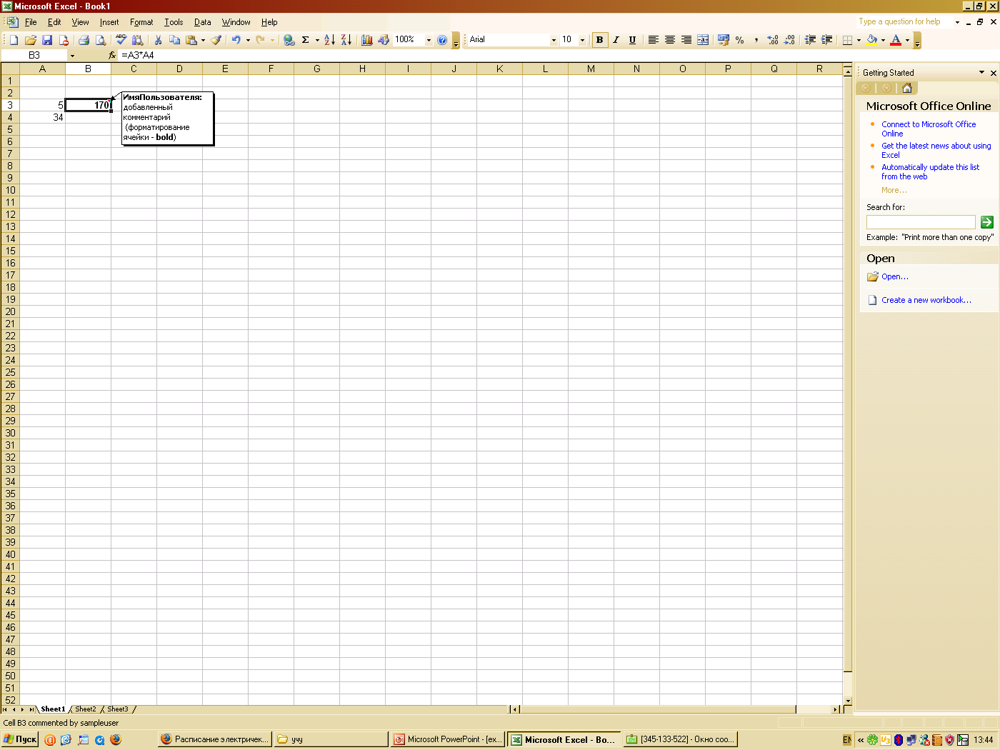 Microsoft Excel - Book1
File Edit View Insert Format Tools Data Window Help
Type a question for help
100% Arial 10 B I U
B3 fx =A3*A4
A B C D E F G H I J K L M N O P Q R
1
2
3 5 170
4 34
5
6
7
8
9
10
11
12
13
14
15
16
17
18
19
20
21
22
23
24
25
26
27
28
29
30
31
32
33
34
35
36
37
38
39
40
41
42
43
44
45
46
47
48
49
50
51
52
ИмяПользователя:
добавленный
комментарий
(форматирование
ячейки - bold)
Getting Started
Microsoft Office Online
Connect to Microsoft Office
Online
Get the latest news about using
Excel
Automatically update this list
from the web
More...
Search for:
Example: "Print more than one copy"
Open
Open...
Create a new workbook...
Sheet1 Sheet2 Sheet3
Cell B3 commented by sampleuser
Пуск Расписание электричек... учу Microsoft PowerPoint - [ex... Microsoft Excel - Bo... [345-133-522] - Окно соо... EN « 13:44